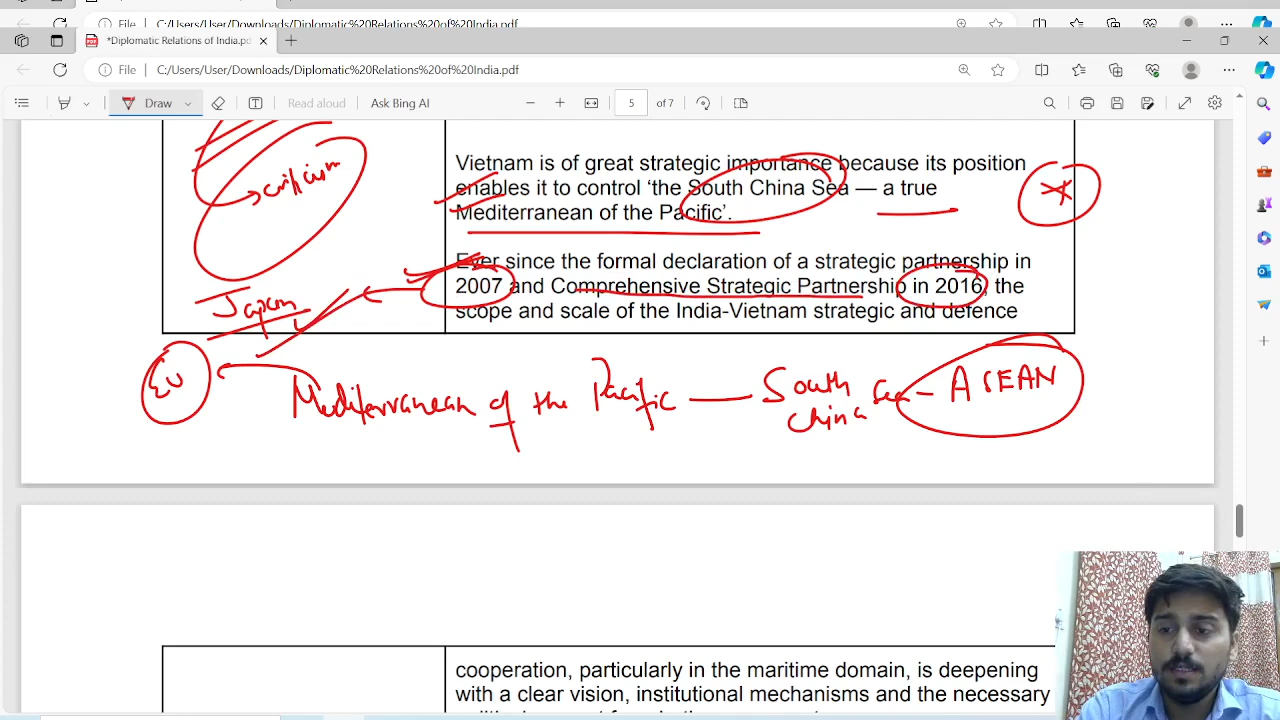 C:/Users/User/Downloads/Diplomatic%20Relations%20of%20India.pdf
*Diplomatic Relations of India.pd
File
C:/Users/User/Downloads/Diplomatic%20Relations%20of%20India.pdf
Draw
Read aloud
Ask Bing AI
5
of 7
criticism
Vietnam is of great strategic importance because its position
enables it to control ‘the South China Sea — a true
Mediterranean of the Pacific’.
Ever since the formal declaration of a strategic partnership in
2007 and Comprehensive Strategic Partnership in 2016, the
scope and scale of the India-Vietnam strategic and defence
Japan
EU
Mediterranean of the Pacific — South China Sea – ASEAN
cooperation, particularly in the maritime domain, is deepening
with a clear vision, institutional mechanisms and the necessary